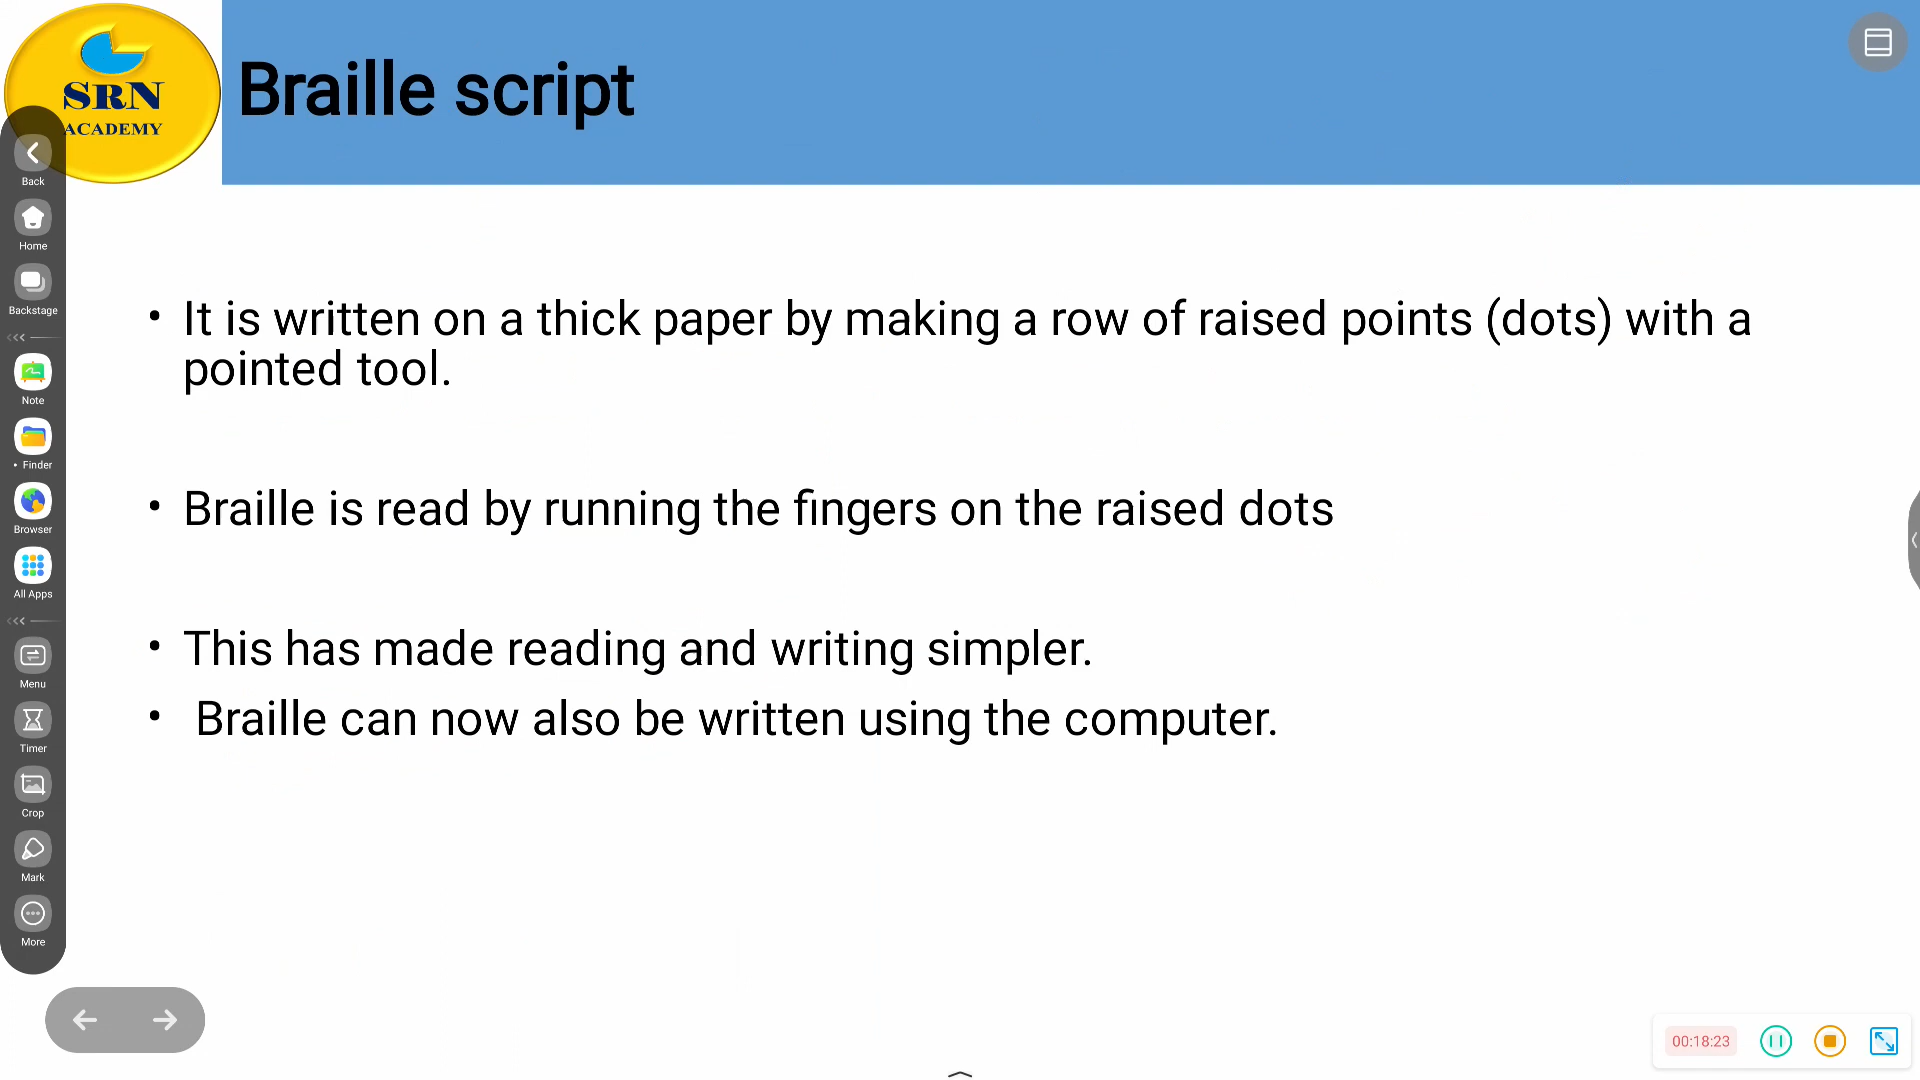 SRN
ACADEMY
Braille script
Back
Home
Backstage
Note
Finder
Browser
All Apps
Menu
Timer
Crop
Mark
More
• It is written on a thick paper by making a row of raised points (dots) with a
pointed tool.
• Braille is read by running the fingers on the raised dots
• This has made reading and writing simpler.
• Braille can now also be written using the computer.
00:18:23